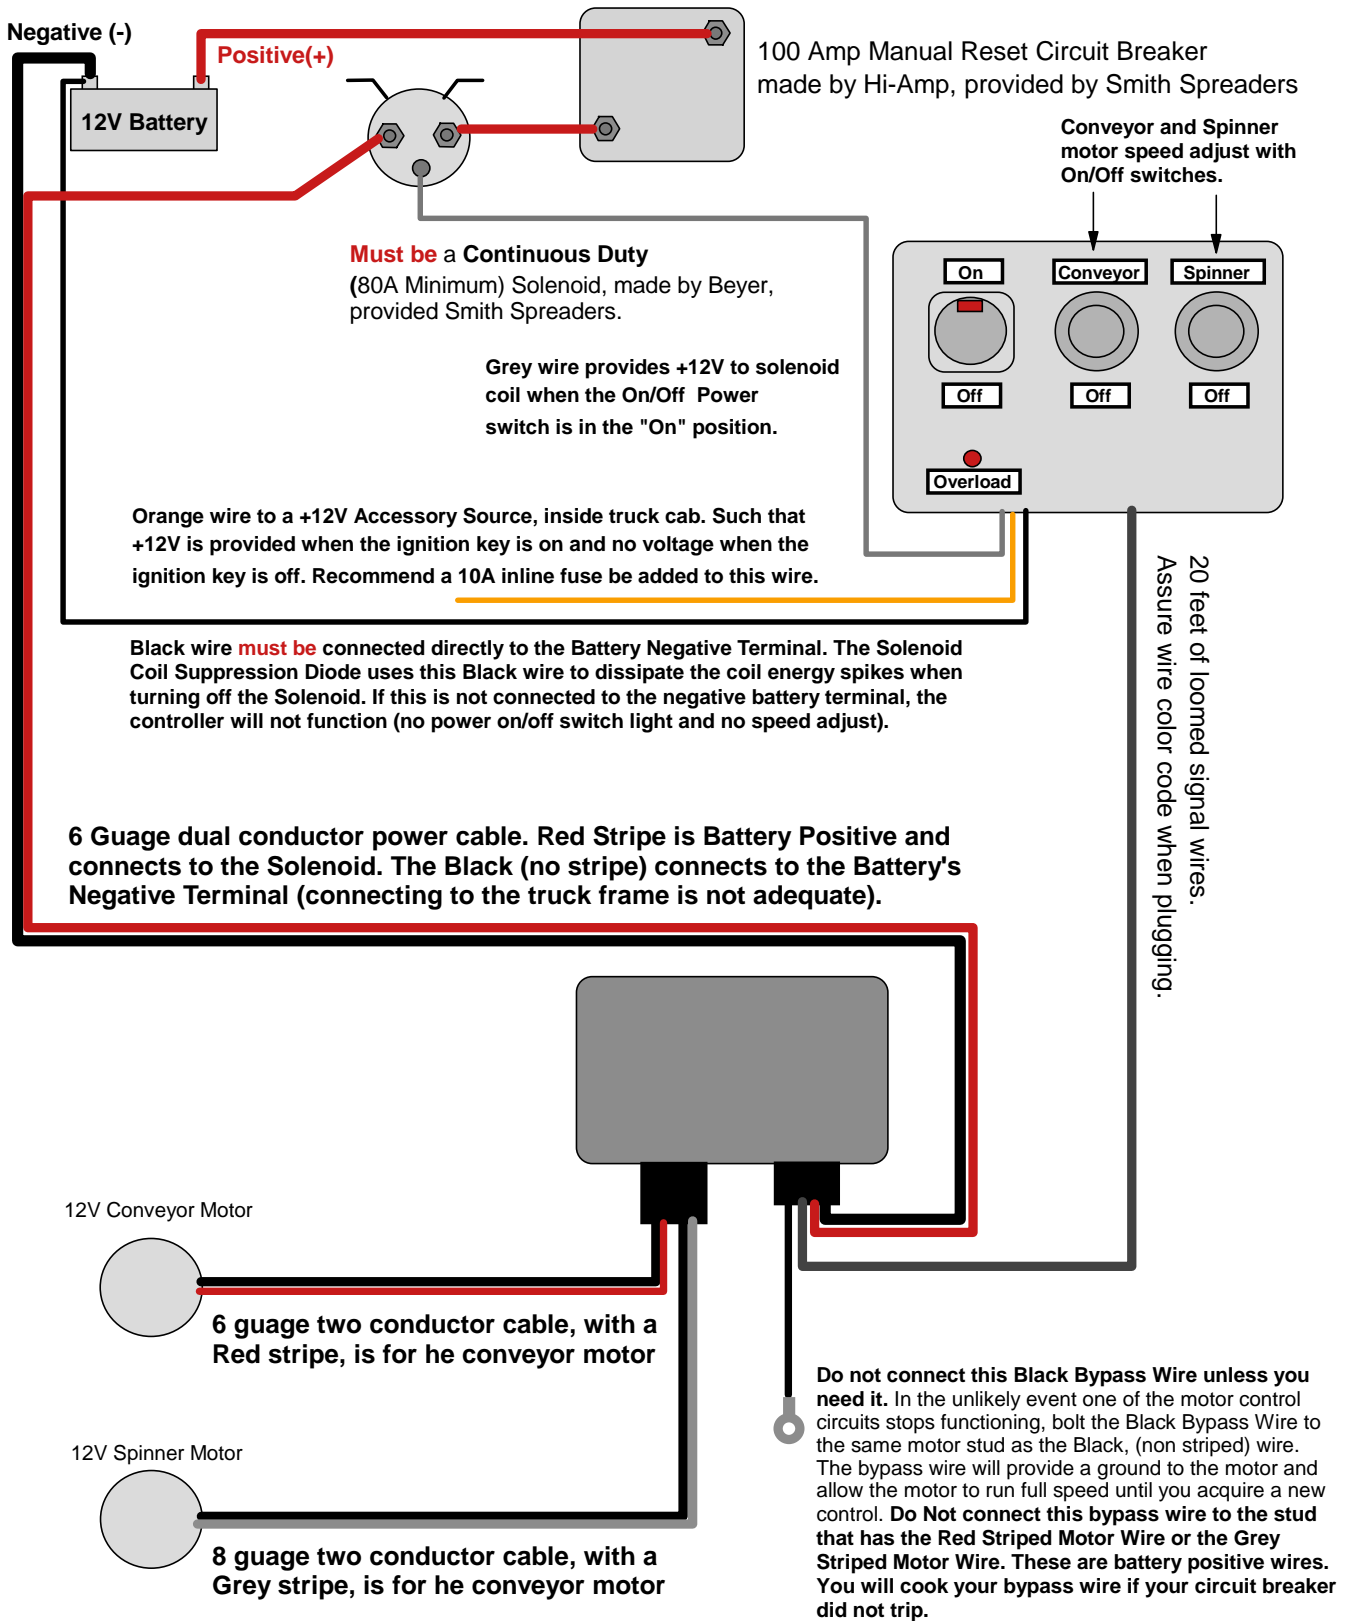 Negative (-)
Positive(+)
12V Battery
100 Amp Manual Reset Circuit Breaker
made by Hi-Amp, provided by Smith Spreaders
Conveyor and Spinner
motor speed adjust with
On/Off switches.
Must be a Continuous Duty
(80A Minimum) Solenoid, made by Beyer,
provided Smith Spreaders.
On
Conveyor
Spinner
Off
Off
Off
Overload
Grey wire provides +12V to solenoid
coil when the On/Off Power
switch is in the "On" position.
Orange wire to a +12V Accessory Source, inside truck cab. Such that
+12V is provided when the ignition key is on and no voltage when the
ignition key is off. Recommend a 10A inline fuse be added to this wire.
Black wire must be connected directly to the Battery Negative Terminal. The Solenoid
Coil Suppression Diode uses this Black wire to dissipate the coil energy spikes when
turning off the Solenoid. If this is not connected to the negative battery terminal, the
controller will not function (no power on/off switch light and no speed adjust).
20 feet of loomed signal wires.
Assure wire color code when plugging.
6 Guage dual conductor power cable. Red Stripe is Battery Positive and
connects to the Solenoid. The Black (no stripe) connects to the Battery's
Negative Terminal (connecting to the truck frame is not adequate).
12V Conveyor Motor
6 guage two conductor cable, with a
Red stripe, is for he conveyor motor
12V Spinner Motor
8 guage two conductor cable, with a
Grey stripe, is for he conveyor motor
Do not connect this Black Bypass Wire unless you
need it. In the unlikely event one of the motor control
circuits stops functioning, bolt the Black Bypass Wire to
the same motor stud as the Black, (non striped) wire.
The bypass wire will provide a ground to the motor and
allow the motor to run full speed until you acquire a new
control. Do Not connect this bypass wire to the stud
that has the Red Striped Motor Wire or the Grey
Striped Motor Wire. These are battery positive wires.
You will cook your bypass wire if your circuit breaker
did not trip.